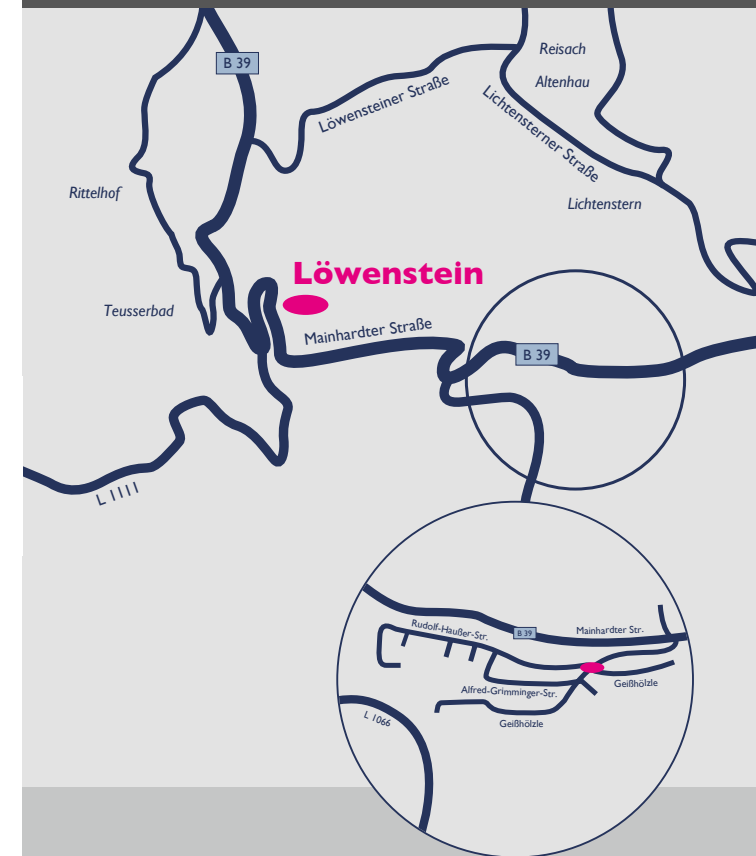 Reisach
B 39
Altenhau
Löwensteiner Straße
Lichtensterner Straße
Rittelhof
Lichtenstern
Löwenstein
Teusserbad
Mainhardter Straße
B 39
L 1111
Rudolf-Haußer-Str.
B 39
Mainhardter Str.
Geißhölzle
Alfred-Grimminger-Str.
L 1066
Geißhölzle